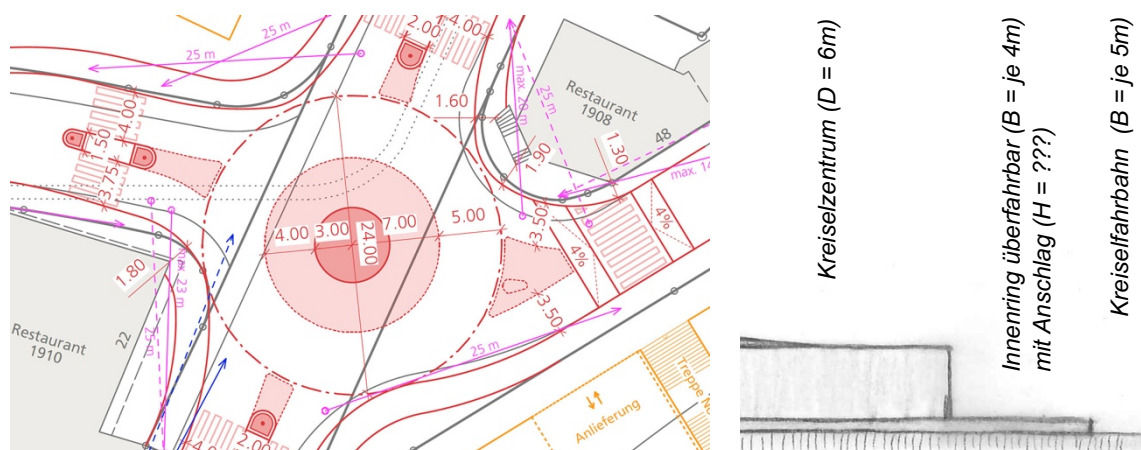 25 m
25 m
2.00
4.00
1.60
max. 20 m
25 m
Restaurant
1908
48
1.30
1.90
max. 14
4.00
1.50
3.75
4.00
3.00
7.00
24.00
5.00
3.50
4%
4%
1.80
max. 23 m
25 m
22
Restaurant
1910
3.50
25 m
Anlieferung
Treppe
2.00
Kreiselzentrum (D = 6m)
Innenring überfahrbar (B = je 4m)
mit Anschlag (H = ???)
Kreiselfahrbahn (B = je 5m)